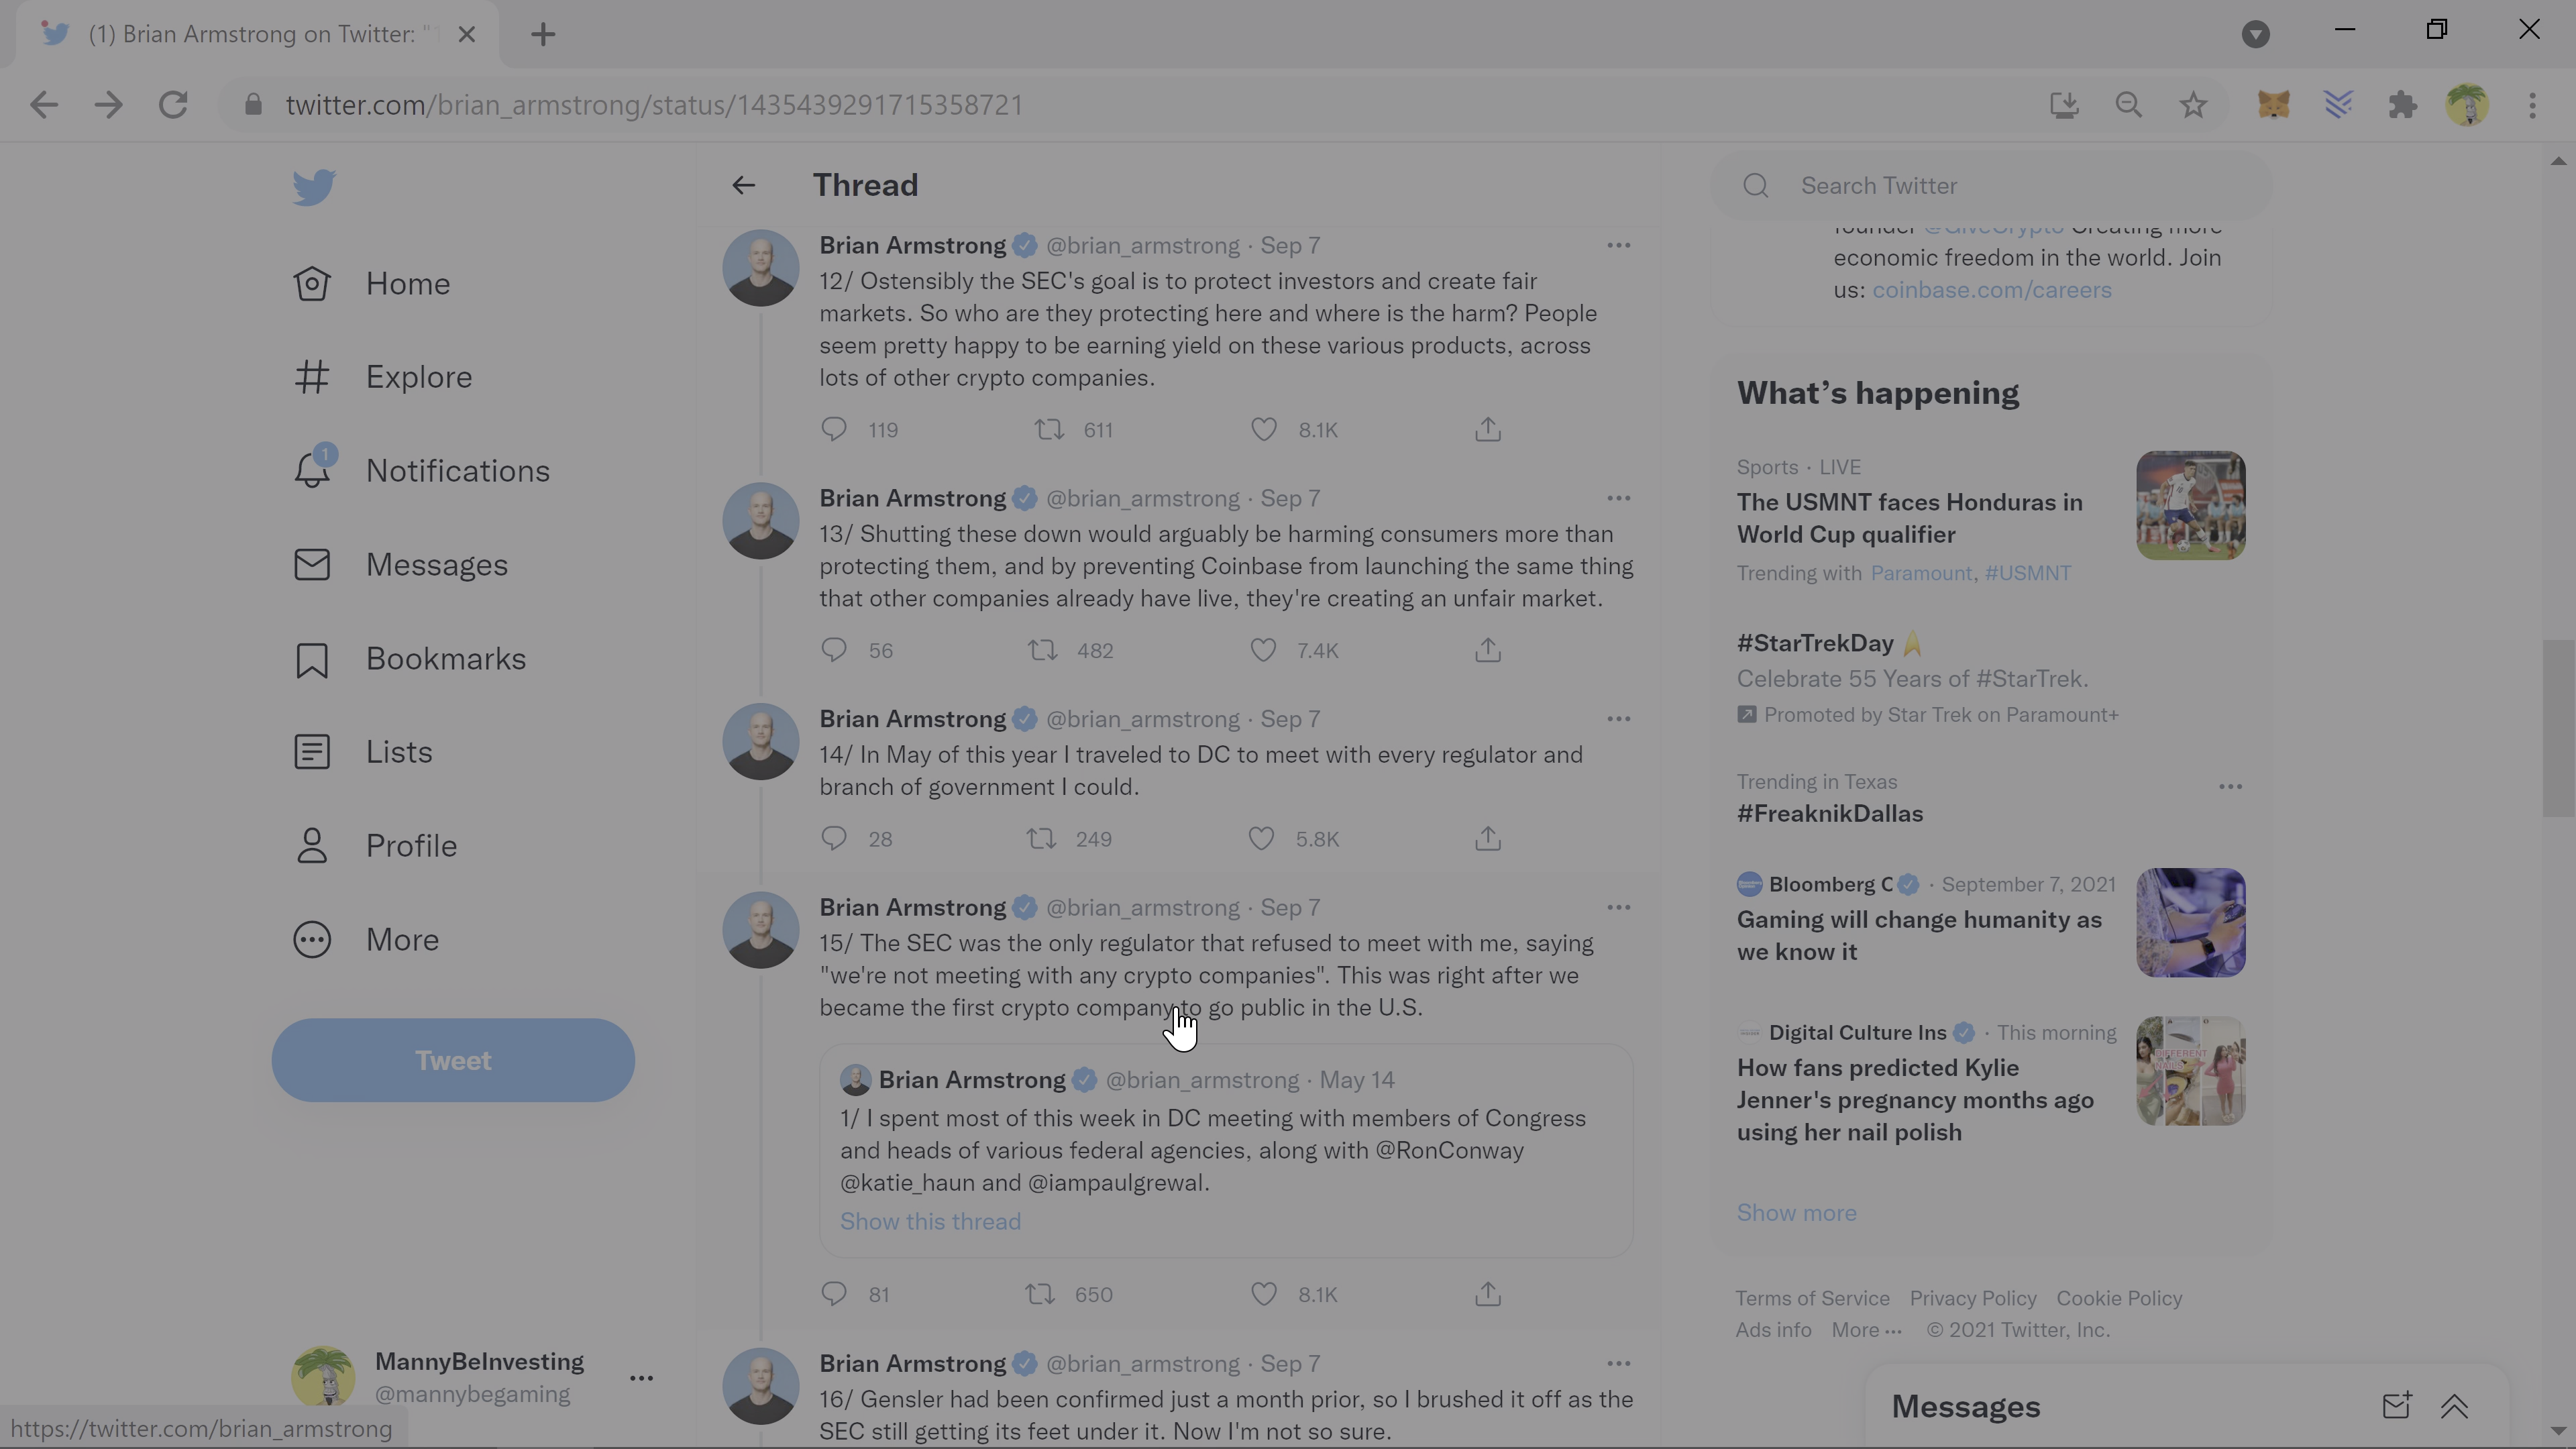 (1) Brian Armstrong on Twitter: "
twitter.com/brian_armstrong/status/1435439291715358721
Home
Explore
1
Notifications
Messages
Bookmarks
Lists
Profile
More
Tweet
MannyBeInvesting
@mannybegaming
https://twitter.com/brian_armstrong
Thread
Brian Armstrong @brian_armstrong · Sep 7
12/ Ostensibly the SEC's goal is to protect investors and create fair
markets. So who are they protecting here and where is the harm? People
seem pretty happy to be earning yield on these various products, across
lots of other crypto companies.
119 611 8.1K
Brian Armstrong @brian_armstrong · Sep 7
13/ Shutting these down would arguably be harming consumers more than
protecting them, and by preventing Coinbase from launching the same thing
that other companies already have live, they're creating an unfair market.
56 482 7.4K
Brian Armstrong @brian_armstrong · Sep 7
14/ In May of this year I traveled to DC to meet with every regulator and
branch of government I could.
28 249 5.8K
Brian Armstrong @brian_armstrong · Sep 7
15/ The SEC was the only regulator that refused to meet with me, saying
"we're not meeting with any crypto companies". This was right after we
became the first crypto company to go public in the U.S.
Brian Armstrong @brian_armstrong · May 14
1/ I spent most of this week in DC meeting with members of Congress
and heads of various federal agencies, along with @RonConway
@katie_haun and @iampaulgrewal.
Show this thread
81 650 8.1K
Brian Armstrong @brian_armstrong · Sep 7
16/ Gensler had been confirmed just a month prior, so I brushed it off as the
SEC still getting its feet under it. Now I'm not so sure.
Search Twitter
founder @GiveCrypto Creating more
economic freedom in the world. Join
us: coinbase.com/careers
What's happening
Sports · LIVE
The USMNT faces Honduras in
World Cup qualifier
Trending with Paramount, #USMNT
#StarTrekDay
Celebrate 55 Years of #StarTrek.
Promoted by Star Trek on Paramount+
Trending in Texas
#FreaknikDallas
Bloomberg C · September 7, 2021
Gaming will change humanity as
we know it
Digital Culture Ins · This morning
How fans predicted Kylie
Jenner's pregnancy months ago
using her nail polish
DIFFERENT
NAILS
Show more
Terms of Service Privacy Policy Cookie Policy
Ads info More ··· © 2021 Twitter, Inc.
Messages